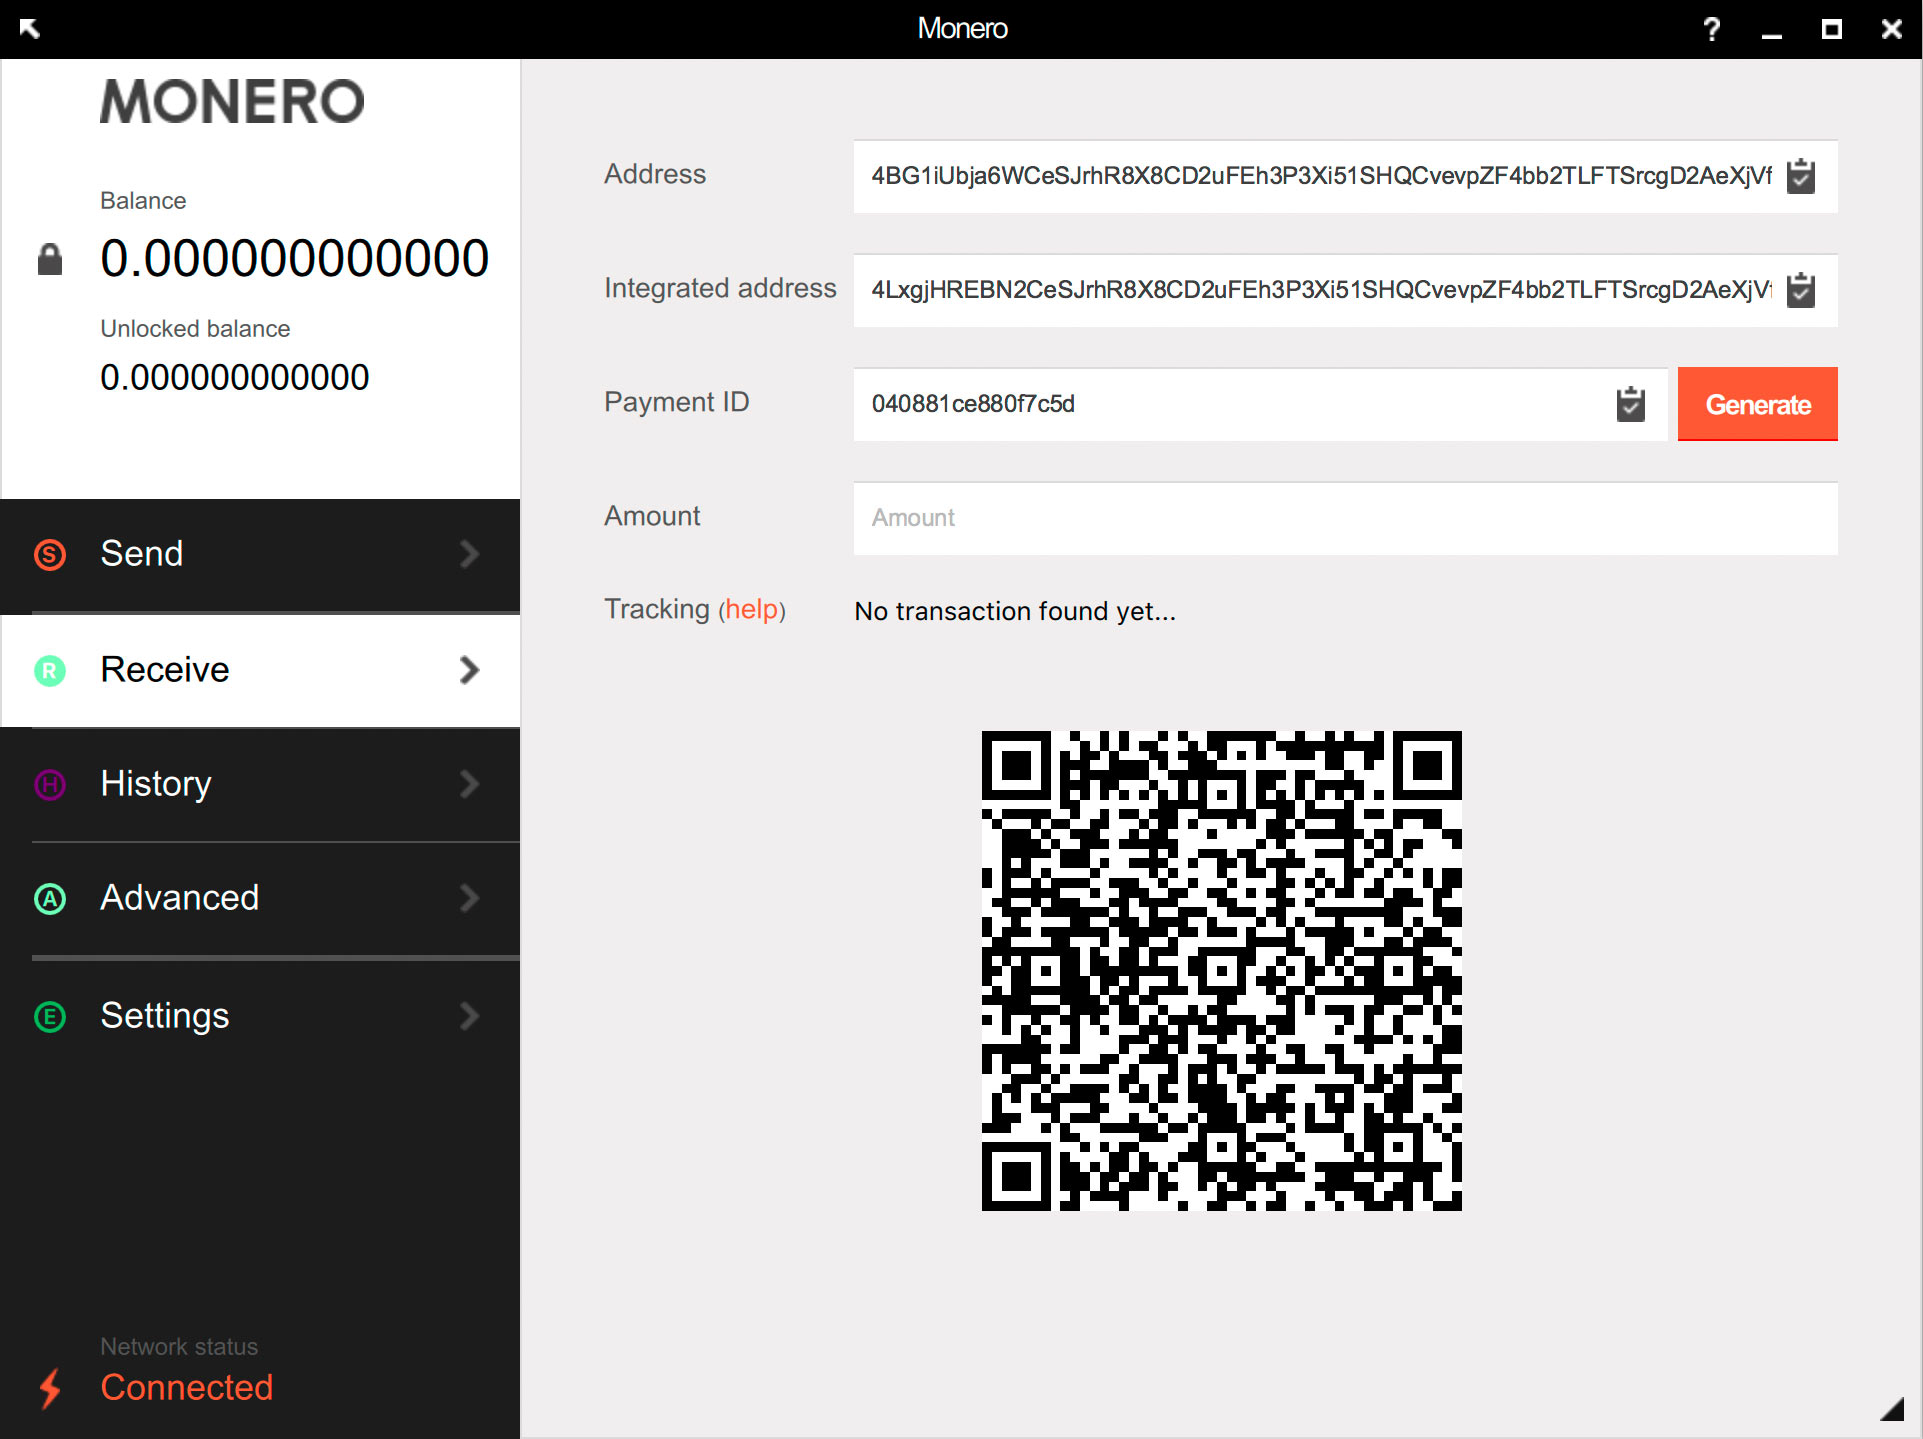 Monero
?
MONERO
Balance
0.000000000000
Unlocked balance
0.000000000000
S Send
R Receive
H History
A Advanced
E Settings
Network status
Connected
Address
4BG1iUbja6WCeSJrhR8X8CD2uFEh3P3Xi51SHQCvevpZF4bb2TLFTSrcgD2AeXjVf
Integrated address
4LxgjHREBN2CeSJrhR8X8CD2uFEh3P3Xi51SHQCvevpZF4bb2TLFTSrcgD2AeXjVf
Payment ID
040881ce880f7c5d
Generate
Amount
Amount
Tracking (help)
No transaction found yet...